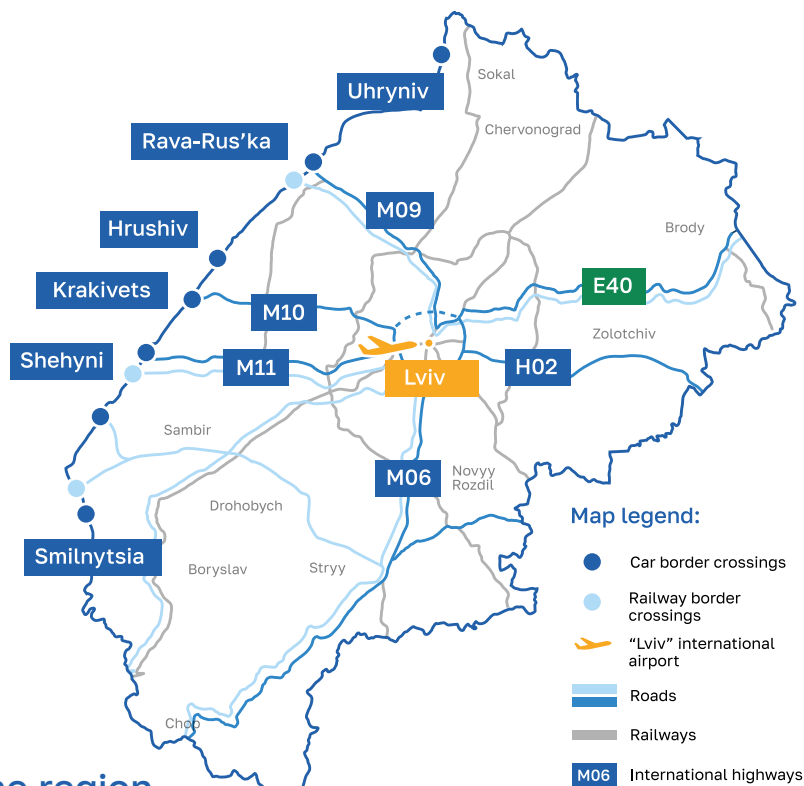 Sokal
Uhryniv
Chervonograd
Rava-Rus’ka
M09
Hrushiv
Brody
Krakivets
E40
M10
Zolotchiv
Shehyni
M11
H02
Lviv
Sambir
M06
Novyy
Rozdil
Drohobych
Smilnytsia
Boryslav
Stryy
Chop
Map legend:
Car border crossings
Railway border
crossings
“Lviv” international
airport
Roads
Railways
M06 International highways
region